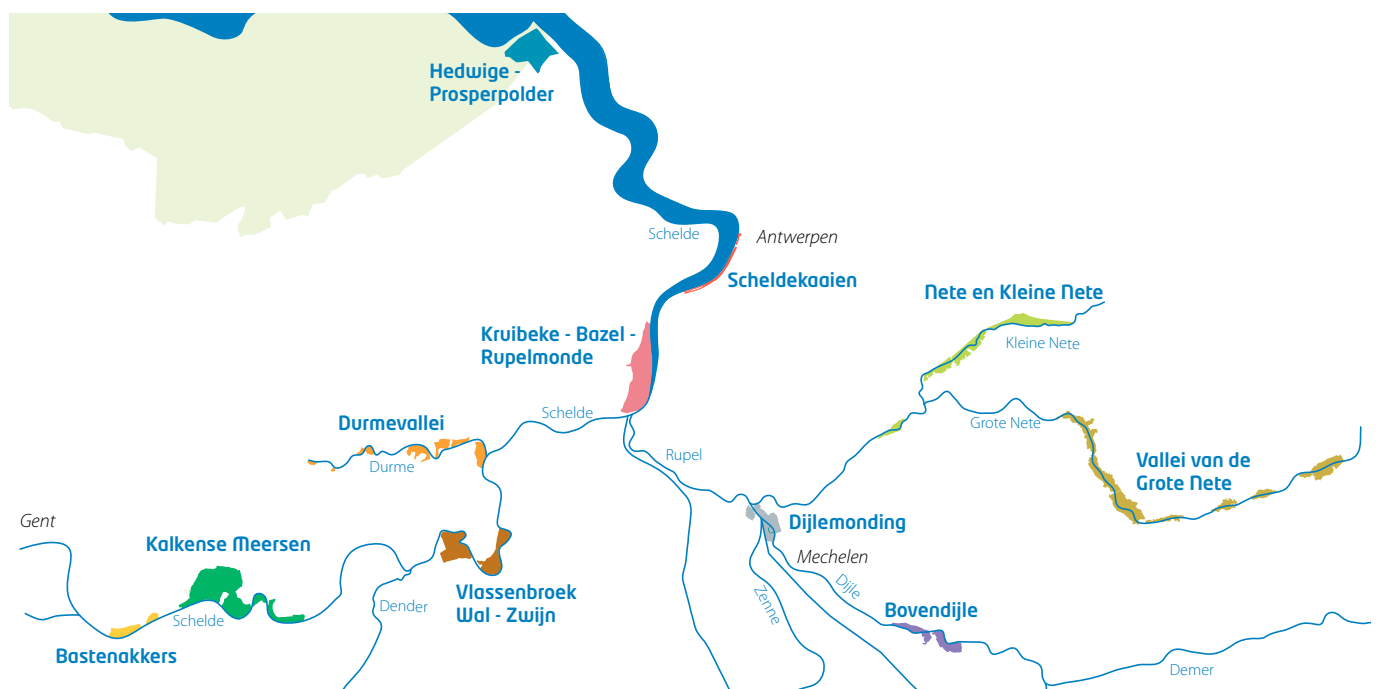 Hedwige -
Prosperpolder
Schelde
Antwerpen
Scheldekaaien
Nete en Kleine Nete
Kleine Nete
Kruibeke - Bazel -
Rupelmonde
Schelde
Durmevallei
Durme
Grote Nete
Rupel
Vallei van de
Grote Nete
Gent
Kalkense Meersen
Dijlemonding
Mechelen
Vlassenbroek
Wal - Zwijn
Dender
Schelde
Zenne
Dijle
Bovendijle
Bastenakkers
Demer